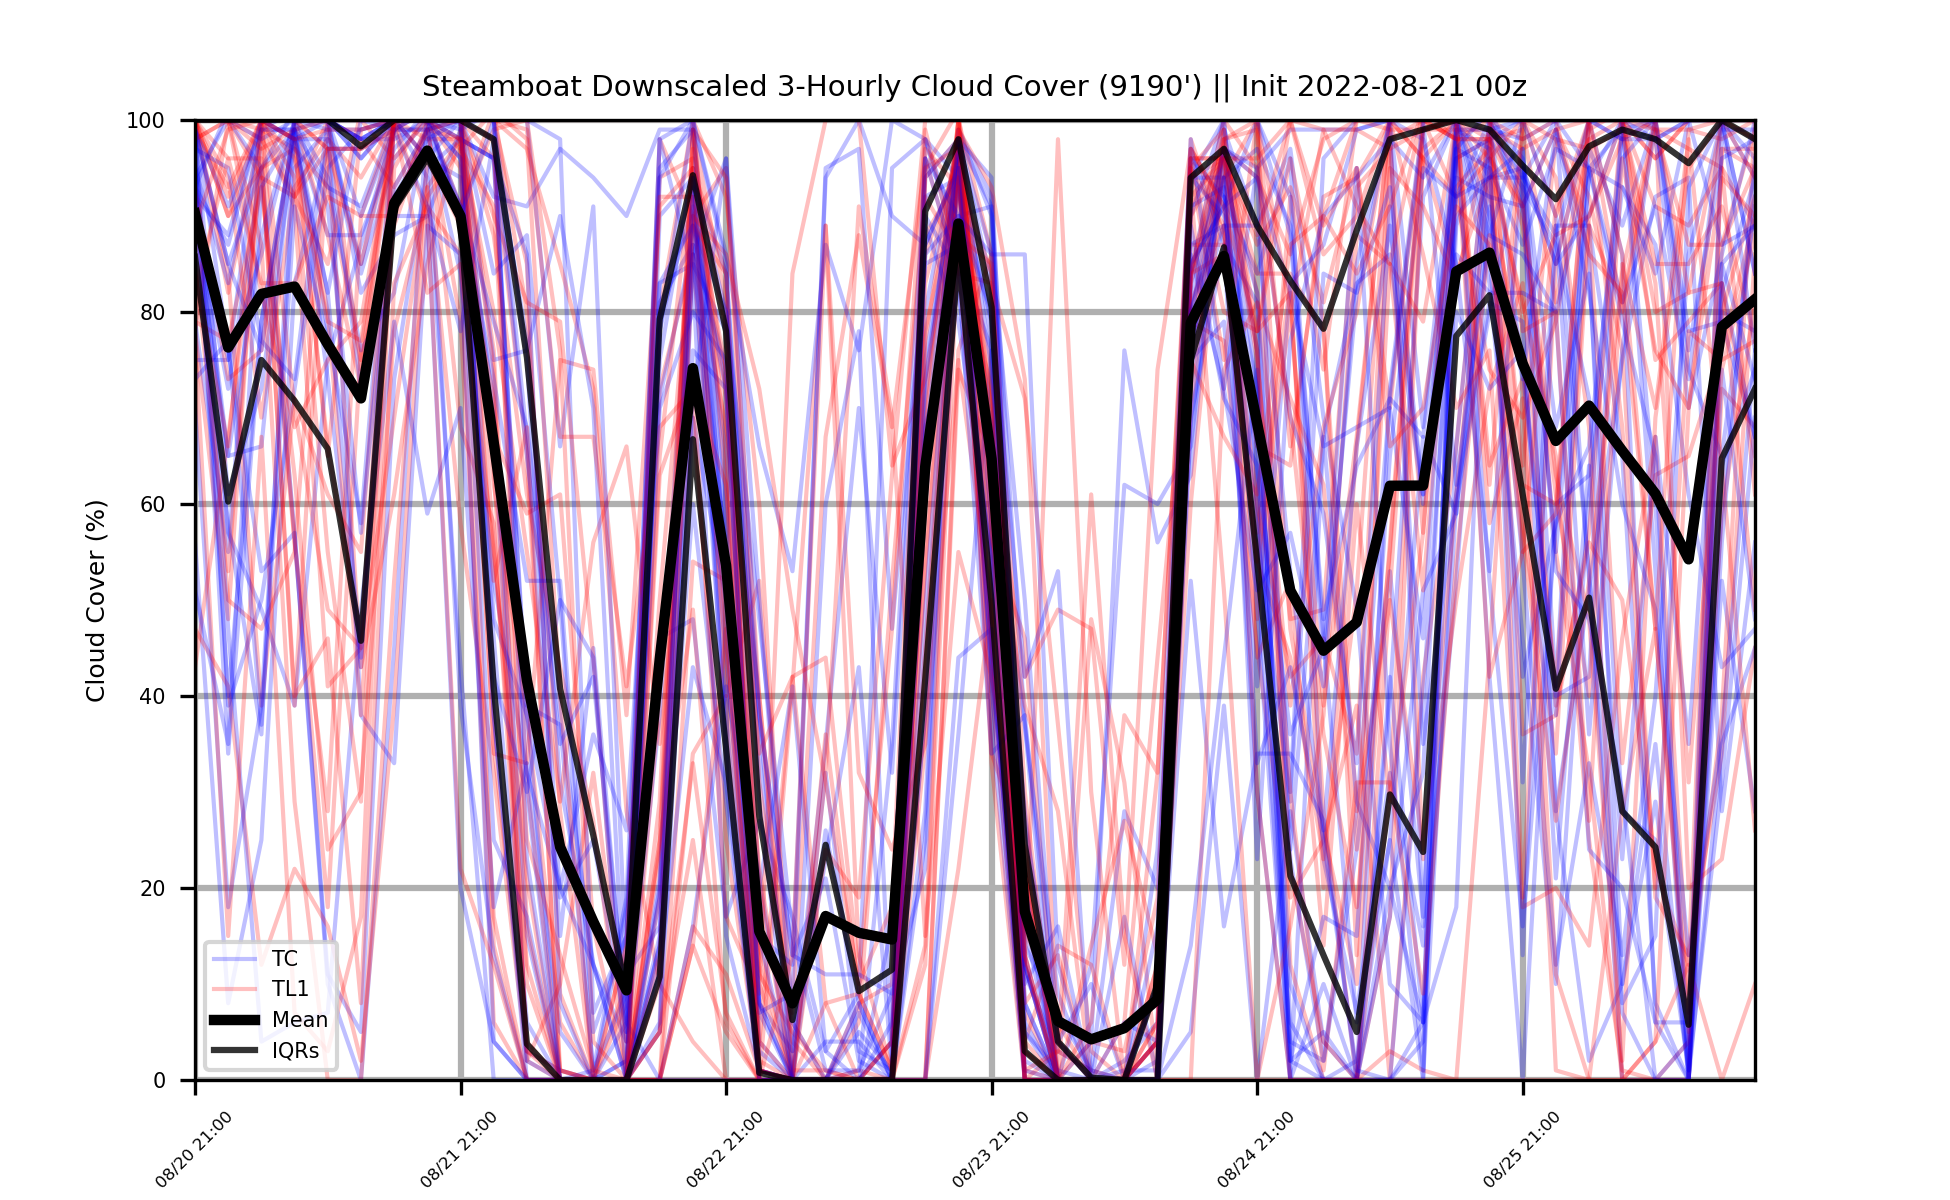 Steamboat Downscaled 3-Hourly Cloud Cover (9190') || Init 2022-08-21 00z
Cloud Cover (%)
100
80
60
40
20
0
TC
TL1
Mean
IQRs
08/20 21:00
08/21 21:00
08/22 21:00
08/23 21:00
08/24 21:00
08/25 21:00